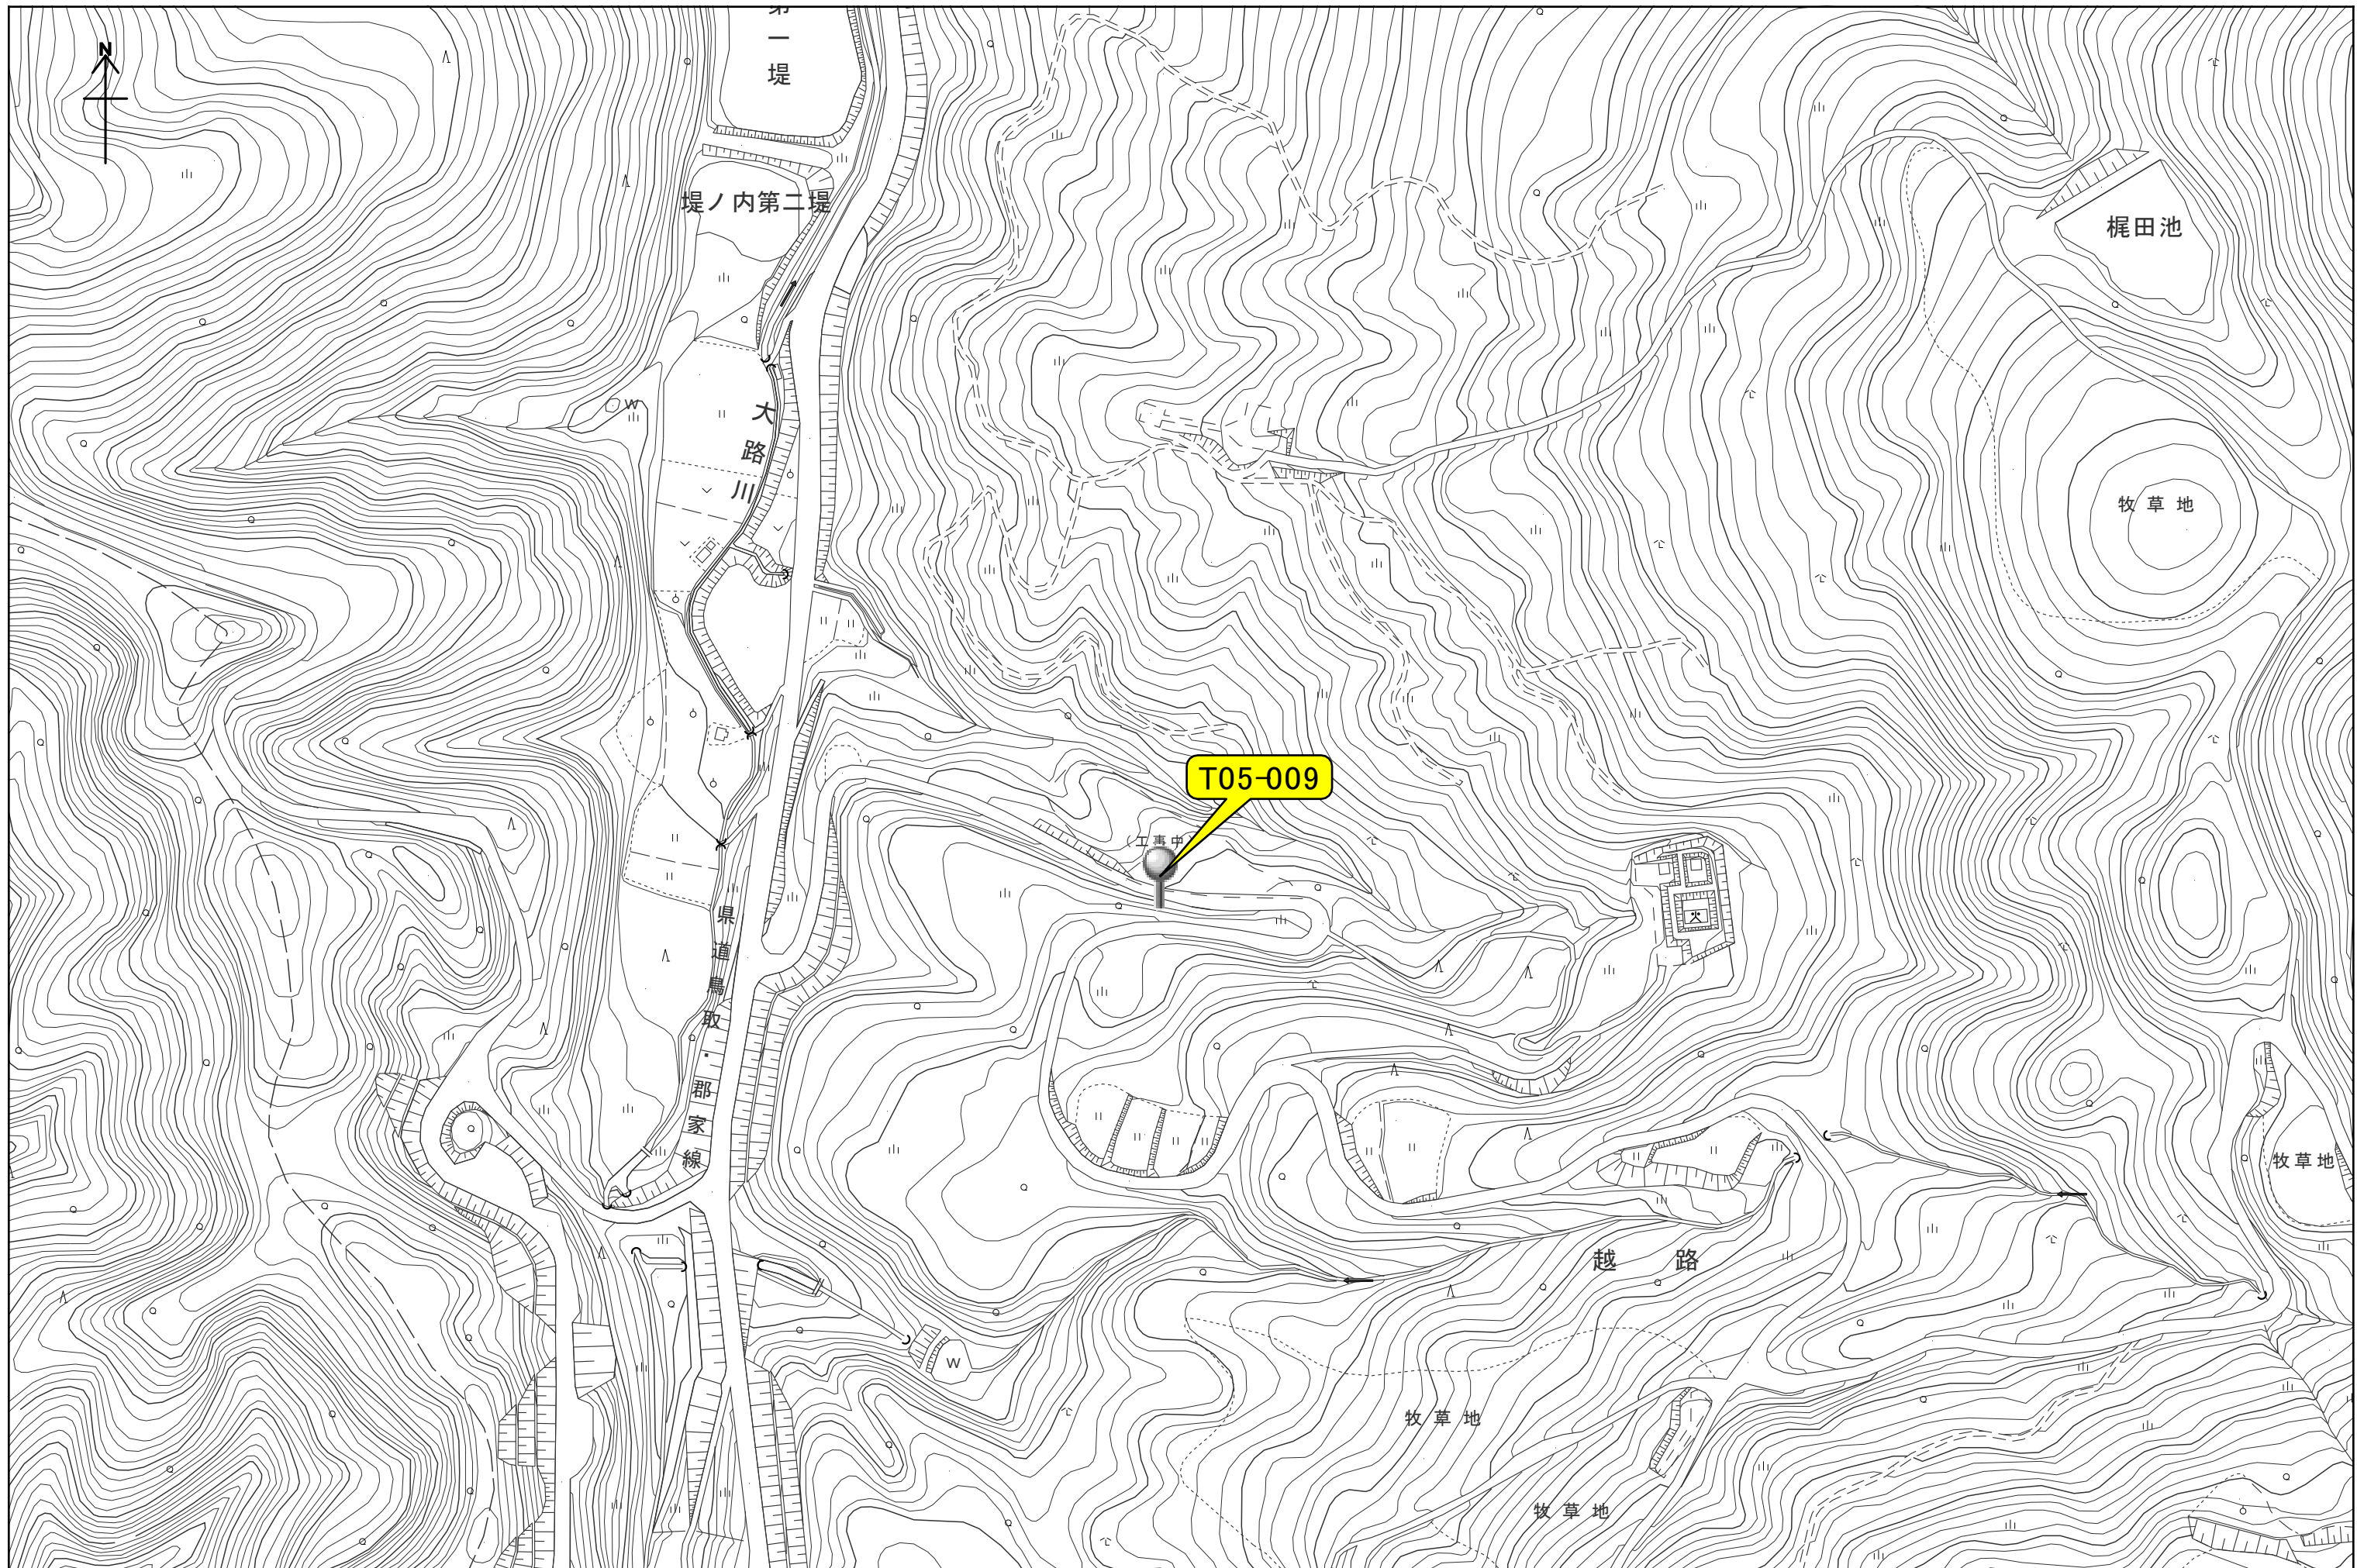 N
第一堤
堤ノ内第二堤
梶田池
W
大路川
牧草地
T05-009
(工事中)
火
県道鳥取・郡家線
牧草地
越路
W
牧草地
牧草地